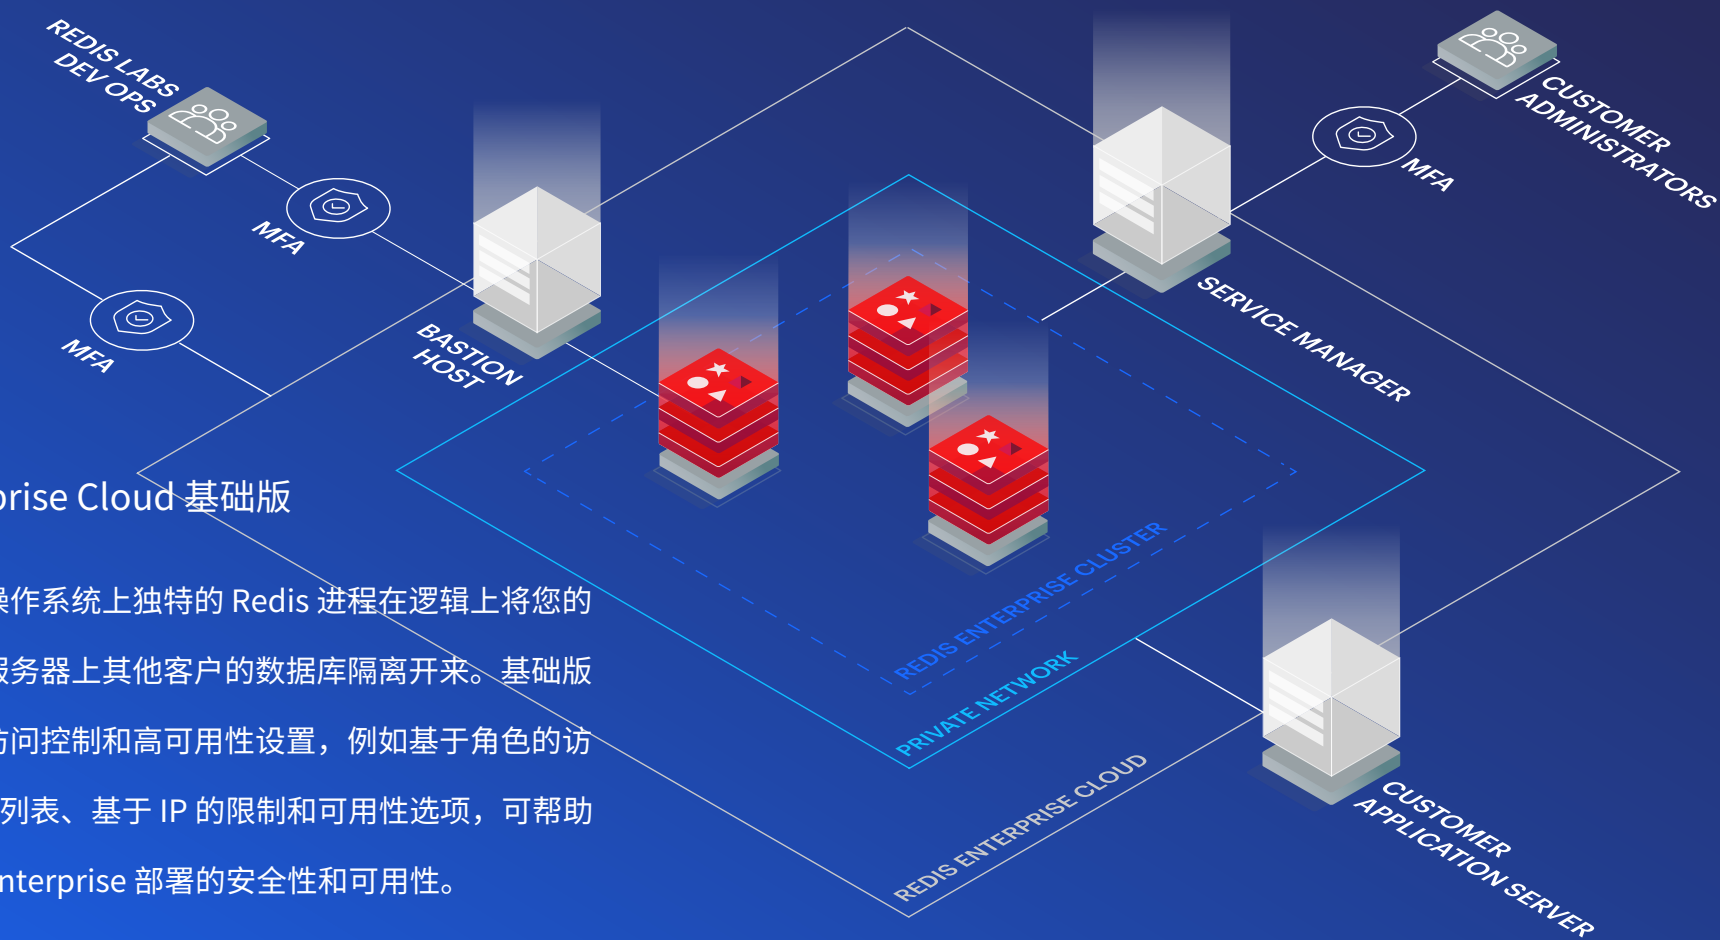 REDIS LABS
DEV OPS
MFA
MFA
BASTION
HOST
CUSTOMER
ADMINISTRATORS
MFA
SERVICE MANAGER
REDIS ENTERPRISE CLUSTER
PRIVATE NETWORK
REDIS ENTERPRISE CLOUD
CUSTOMER
APPLICATION SERVER
Cloud 基础版
作系统上独特的 Redis 进程在逻辑上将您的
务器上其他客户的数据库隔离开来。基础版
问控制和高可用性设置，例如基于角色的访
列表、基于 IP 的限制和可用性选项，可帮助
部署的安全性和可用性。